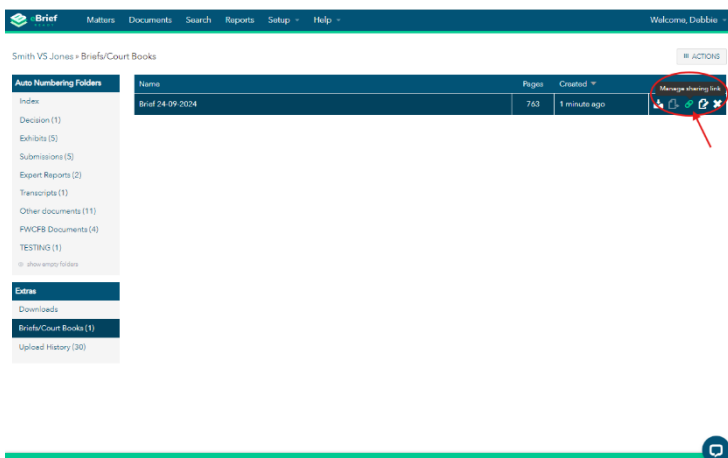 eBrief
READY
Matters Documents Search Reports Setup Help
Welcome, Debbie
Smith VS Jones » Briefs/Court Books
ACTIONS
Auto Numbering Folders
Index
Decision (1)
Exhibits (5)
Submissions (5)
Expert Reports (2)
Transcripts (1)
Other documents (11)
FWCFB Documents (4)
TESTING (1)
show empty folders
Extras
Downloads
Briefs/Court Books (1)
Upload History (30)
Name Pages Created
Manage sharing link
Brief 24-09-2024 763 1 minute ago